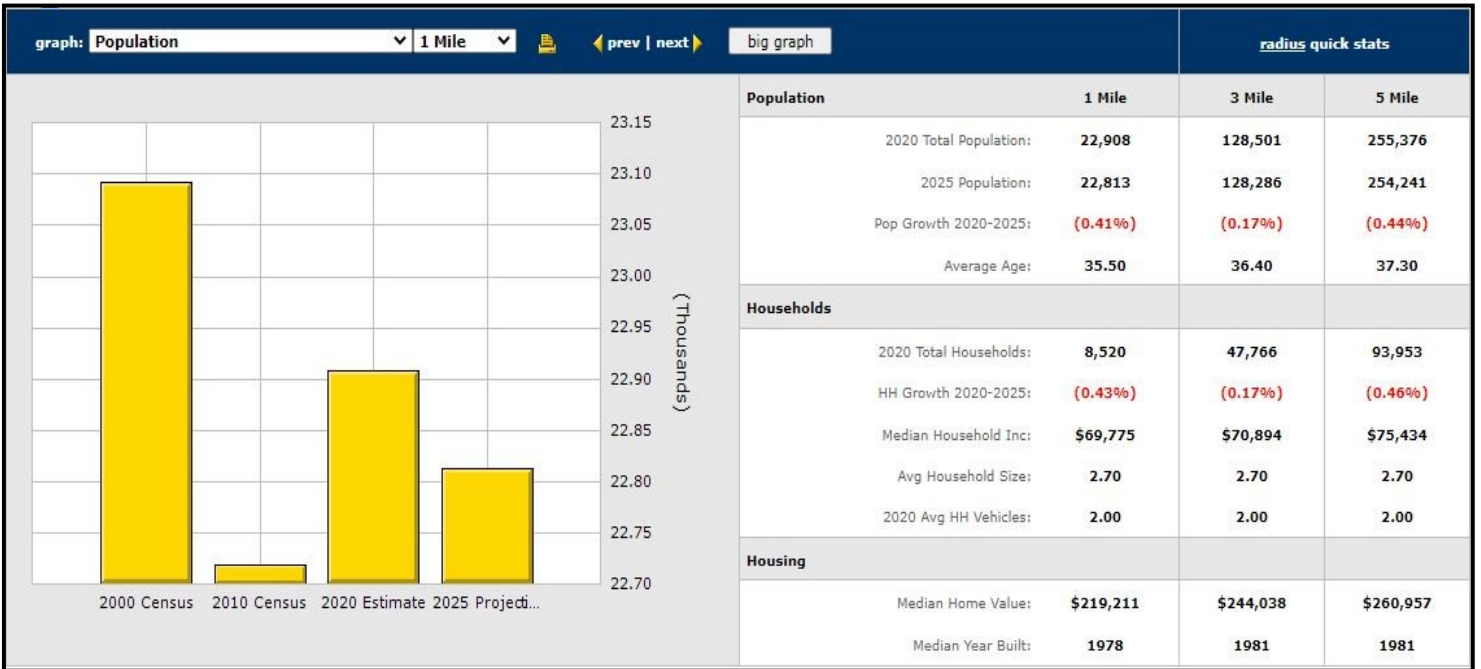 graph: Population 1 Mile prev | next big graph radius quick stats
23.15
23.10
23.05
23.00
22.95
22.90
22.85
22.80
22.75
22.70
(Thousands)
2000 Census 2010 Census 2020 Estimate 2025 Projecti...
Population 1 Mile 3 Mile 5 Mile
2020 Total Population: 22,908 128,501 255,376
2025 Population: 22,813 128,286 254,241
Pop Growth 2020-2025: (0.41%) (0.17%) (0.44%)
Average Age: 35.50 36.40 37.30
Households
2020 Total Households: 8,520 47,766 93,953
HH Growth 2020-2025: (0.43%) (0.17%) (0.46%)
Median Household Inc: $69,775 $70,894 $75,434
Avg Household Size: 2.70 2.70 2.70
2020 Avg HH Vehicles: 2.00 2.00 2.00
Housing
Median Home Value: $219,211 $244,038 $260,957
Median Year Built: 1978 1981 1981